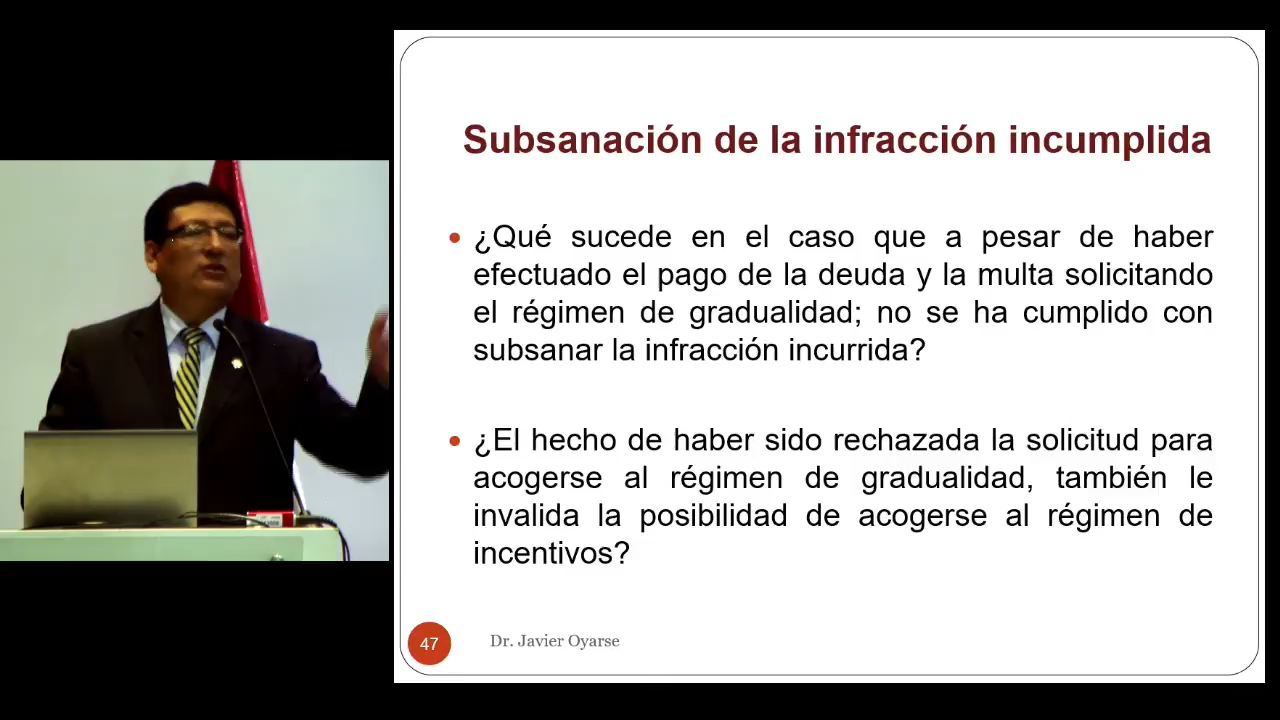 Subsanación de la infracción incumplida
• ¿Qué sucede en el caso que a pesar de haber
efectuado el pago de la deuda y la multa solicitando
el régimen de gradualidad; no se ha cumplido con
subsanar la infracción incurrida?
• ¿El hecho de haber sido rechazada la solicitud para
acogerse al régimen de gradualidad, también le
invalida la posibilidad de acogerse al régimen de
incentivos?
47
Dr. Javier Oyarse